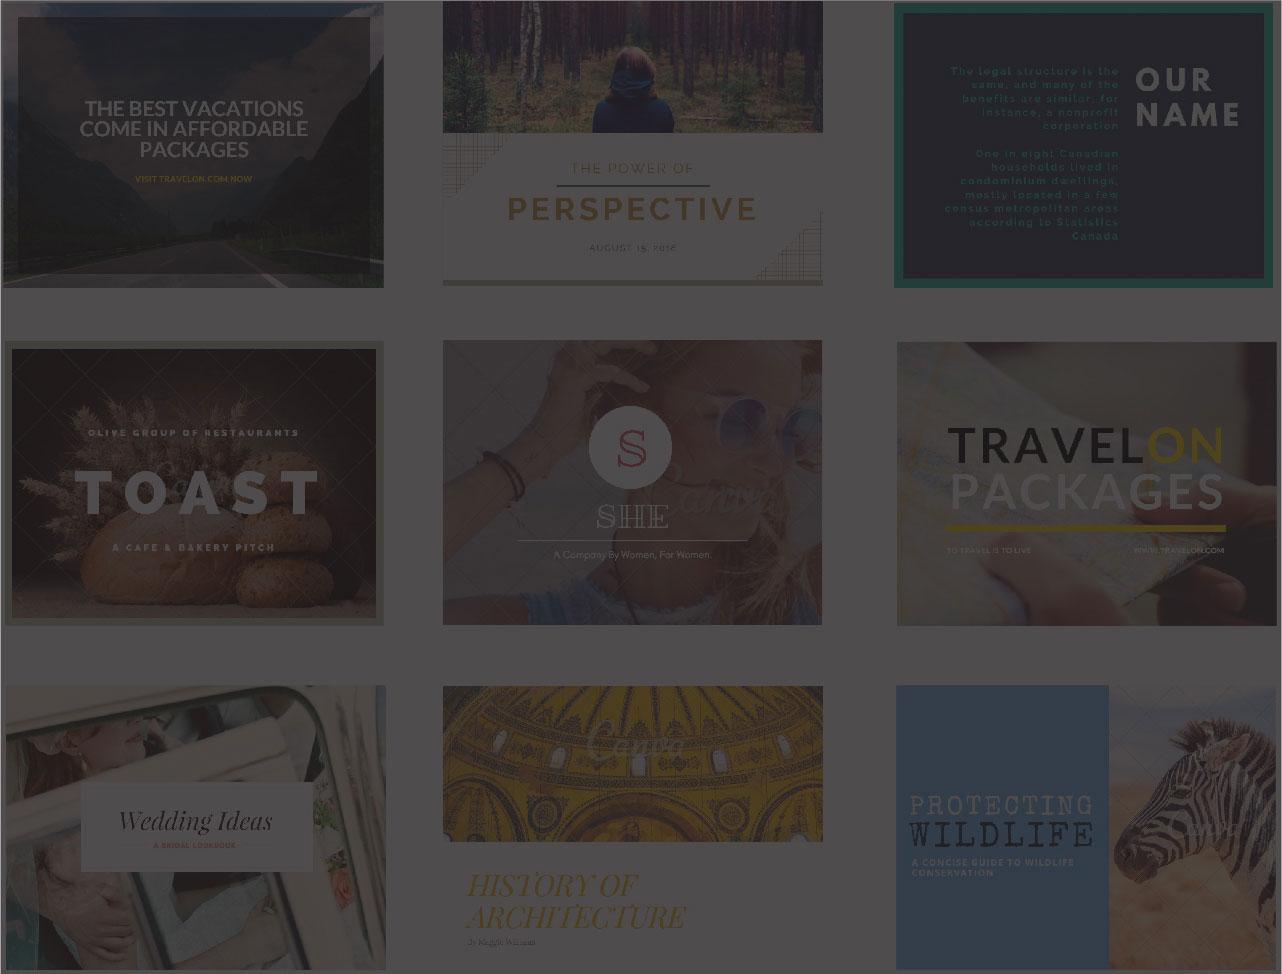 THE BEST VACATIONS
COME IN AFFORDABLE
PACKAGES
VISIT TRAVELON.COM NOW
THE POWER OF
PERSPECTIVE
AUGUST 15, 2016
The legal structure is the
same, and many of the
benefits are similar, for
instance, a nonprofit
corporation
One in eight Canadian
households lived in
condominium dwellings,
mostly located in a few
census metropolitan areas
according to Statistics
Canada
OUR
NAME
OLIVE GROUP OF RESTAURANTS
TOAST
A CAFE & BAKERY PITCH
S
Canva
SHE
A Company By Women, For Women.
TRAVELON
PACKAGES
TO TRAVEL IS TO LIVE
WWW.TRAVELON.COM
Wedding Ideas
A BRIDAL LOOKBOOK
Canva
HISTORY OF
ARCHITECTURE
By Maggie Williams
PROTECTING
WILDLIFE
A CONCISE GUIDE TO WILDLIFE
CONSERVATION